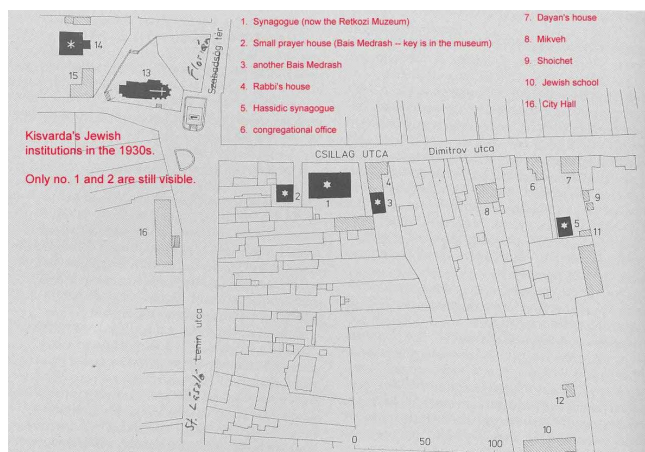 1. Synagogue (now the Retkozi Muzeum)
2. Small prayer house (Bais Medrash -- key is in the museum)
3. another Bais Medrash
4. Rabbi's house
5. Hassidic synagogue
6. congregational office
7. Dayan's house
8. Mikveh
9. Shoichet
10. Jewish school
16. City Hall
Kisvarda's Jewish
institutions in the 1930s.
Only no. 1 and 2 are still visible.
14
15
13
Flórián
Szabadság tér
CSILLAG UTCA
Dimitrov utca
2
1
4
3
8
6
7
9
5
11
16
St. László
Lenin utca
12
10
0 50 100